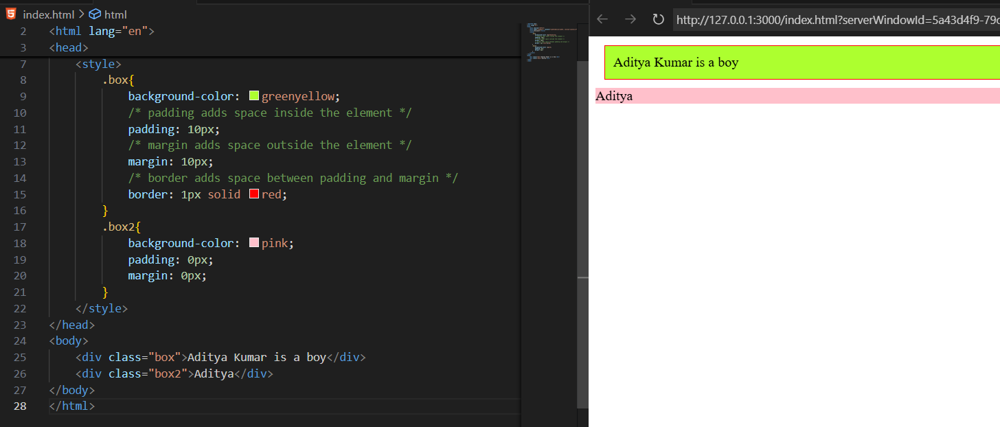 index.html > html
2 <html lang="en">
3 <head>
7 <style>
8 .box{
9 background-color: greenyellow;
10 /* padding adds space inside the element */
11 padding: 10px;
12 /* margin adds space outside the element */
13 margin: 10px;
14 /* border adds space between padding and margin */
15 border: 1px solid red;
16 }
17 .box2{
18 background-color: pink;
19 padding: 0px;
20 margin: 0px;
21 }
22 </style>
23 </head>
24 <body>
25 <div class="box">Aditya Kumar is a boy</div>
26 <div class="box2">Aditya</div>
27 </body>
28 </html>
http://127.0.0.1:3000/index.html?serverWindowId=5a43d4f9-79c
Aditya Kumar is a boy
Aditya